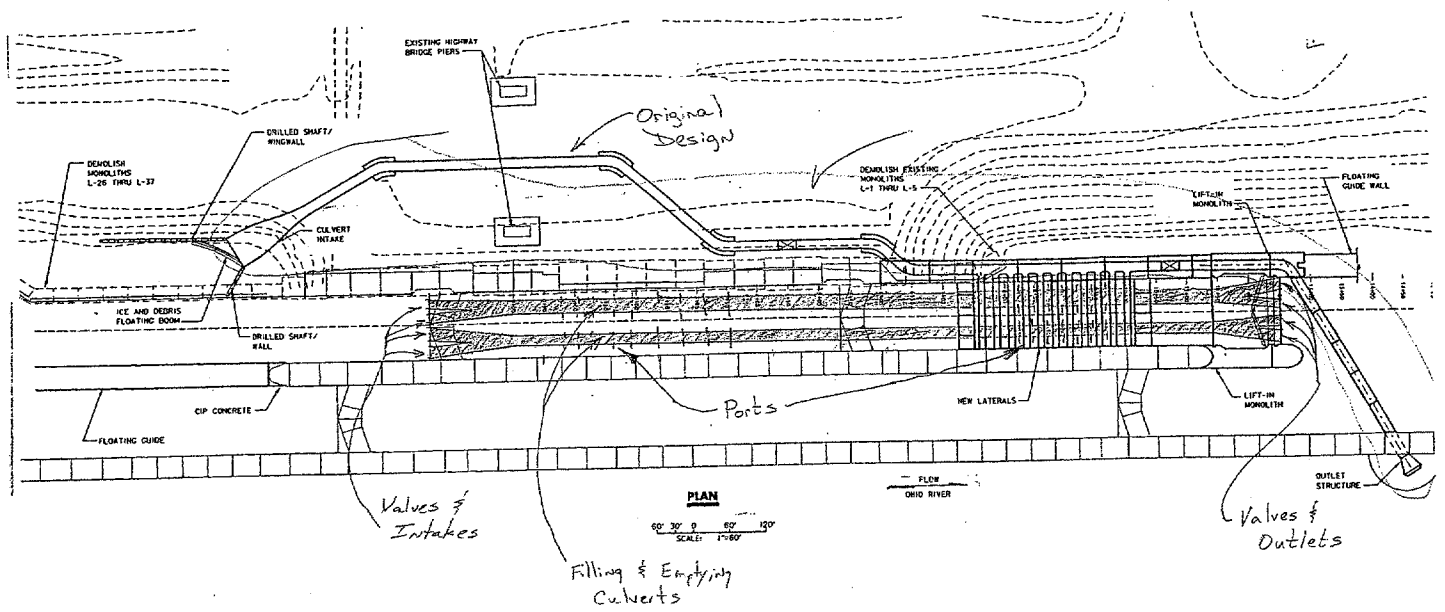 EXISTING HIGHWAY
BRIDGE PIERS
Original
Design
DRILLED SHAFT/
WINGWALL
DEMOLISH
MONOLITHS
L-26 THRU L-37
DEMOLISH EXISTING
MONOLITHS
L-1 THRU L-5
LIFT-IN
MONOLITH
FLOATING
GUIDE WALL
CULVERT
INTAKE
ICE AND DEBRIS
FLOATING BOOM
DRILLED SHAFT/
WALL
CIP CONCRETE
FLOATING GUIDE
Ports
NEW LATERALS
LIFT-IN
MONOLITH
OUTLET
STRUCTURE
Valves &
Intakes
PLAN
60' 30' 0 60' 120'
SCALE: 1"=60'
FLOW
OHIO RIVER
Valves &
Outlets
Filling & Emptying
Culverts